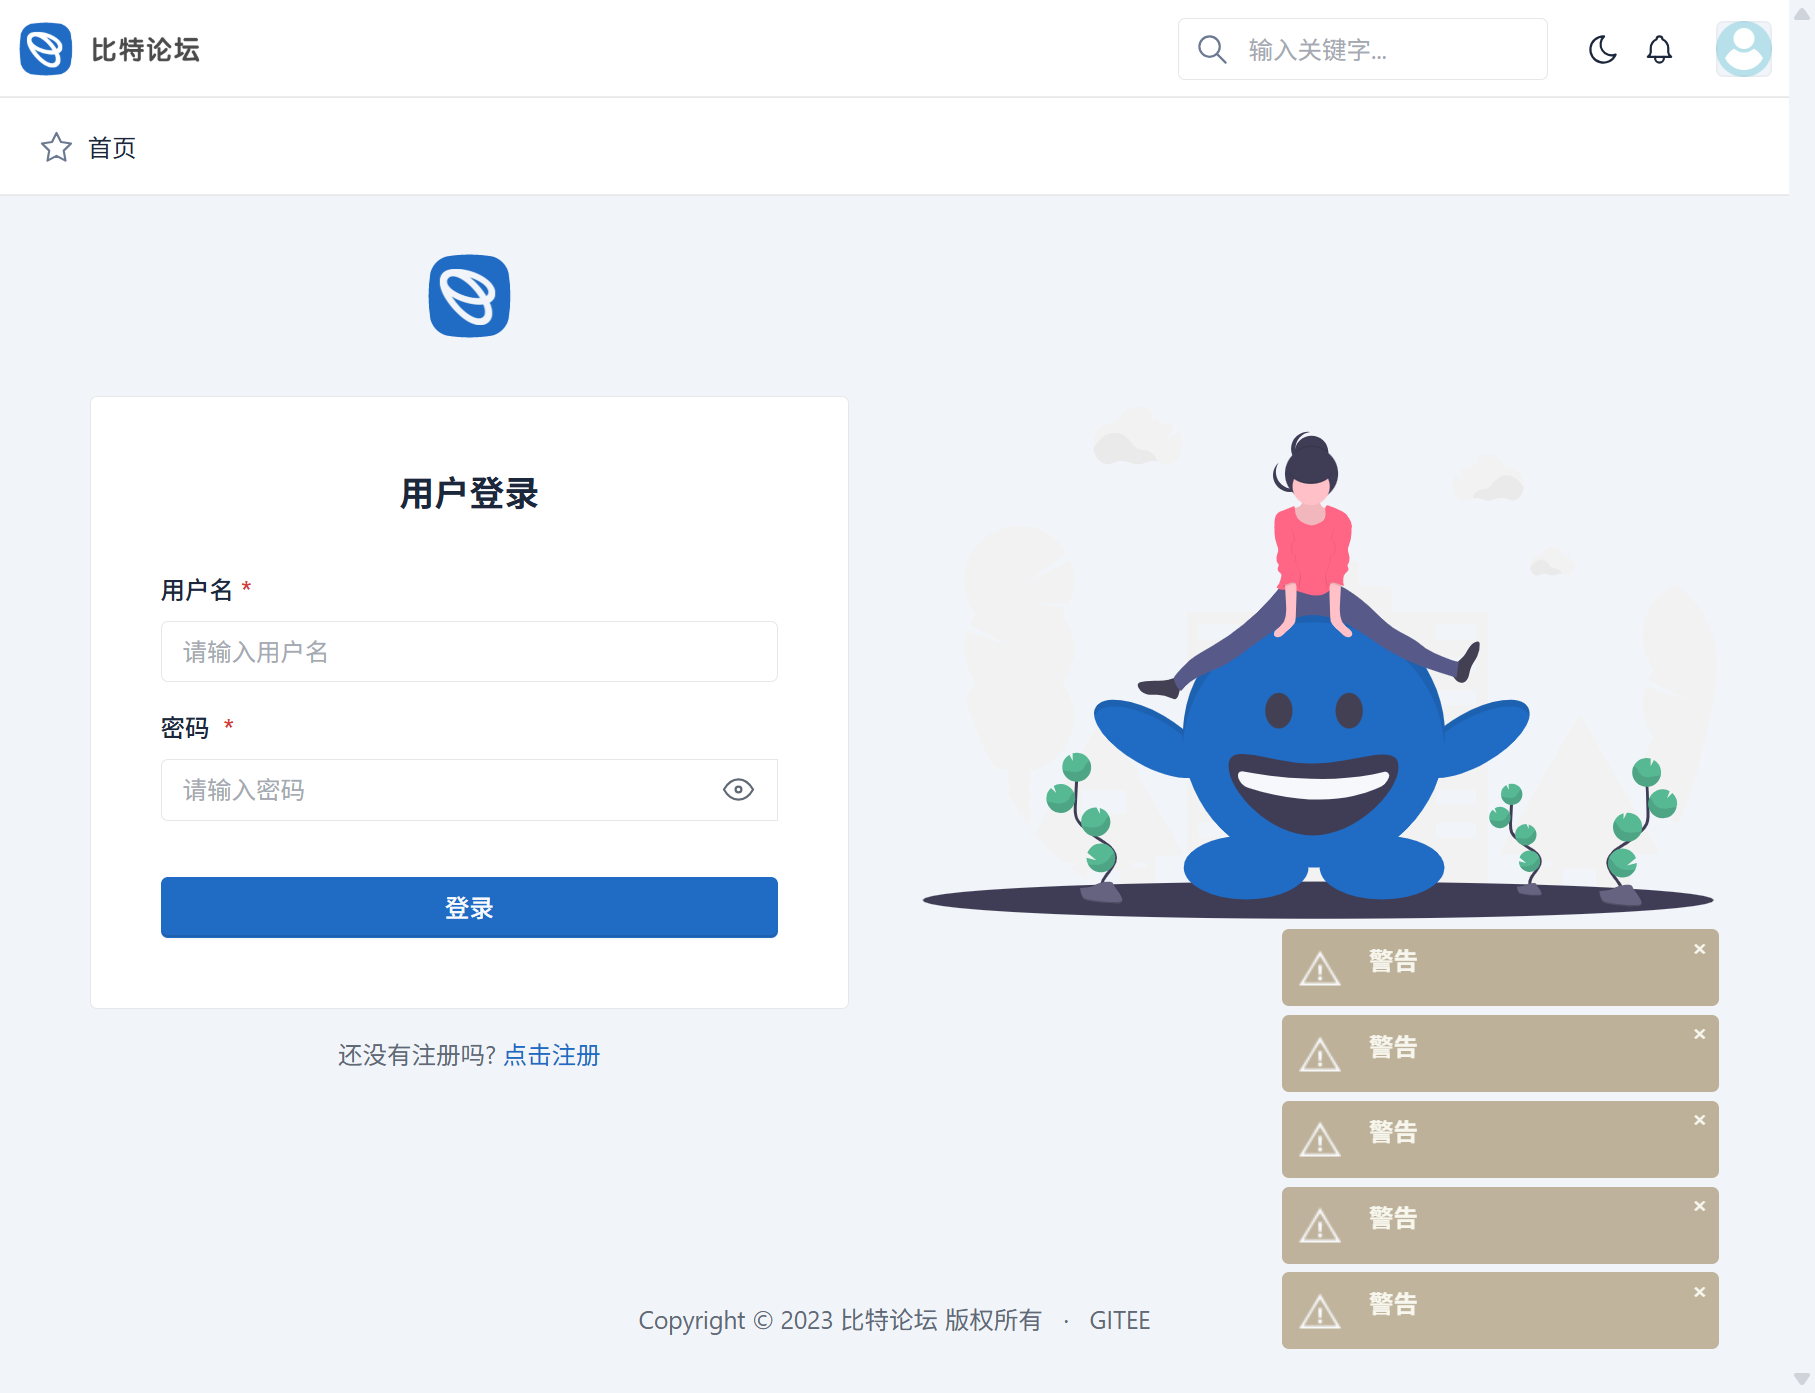 比特论坛
输入关键字...
首页
用户登录
用户名 *
请输入用户名
密码 *
请输入密码
登录
还没有注册吗? 点击注册
警告
警告
警告
警告
警告
Copyright © 2023 比特论坛 版权所有 · GITEE